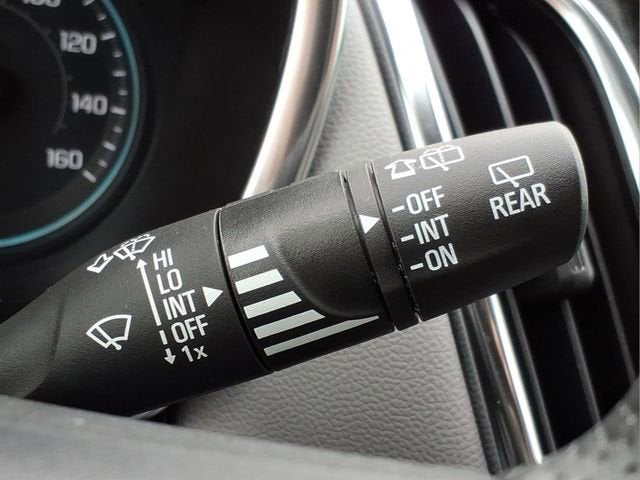 120
140
160
HI
LO
INT
OFF
1x
-OFF
-INT
-ON
REAR